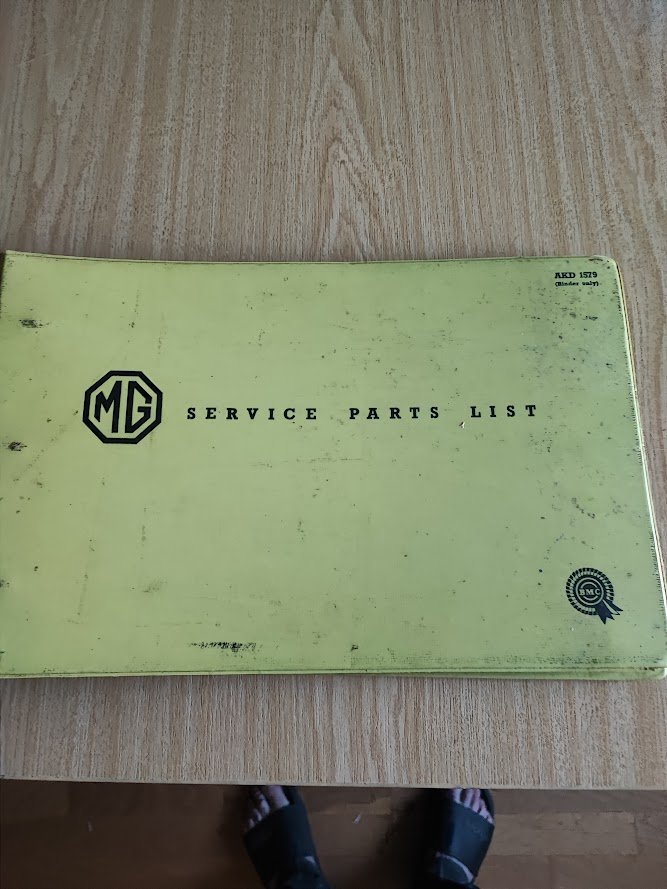 AKD 1579
(Binder only)
MG SERVICE PARTS LIST
BMC